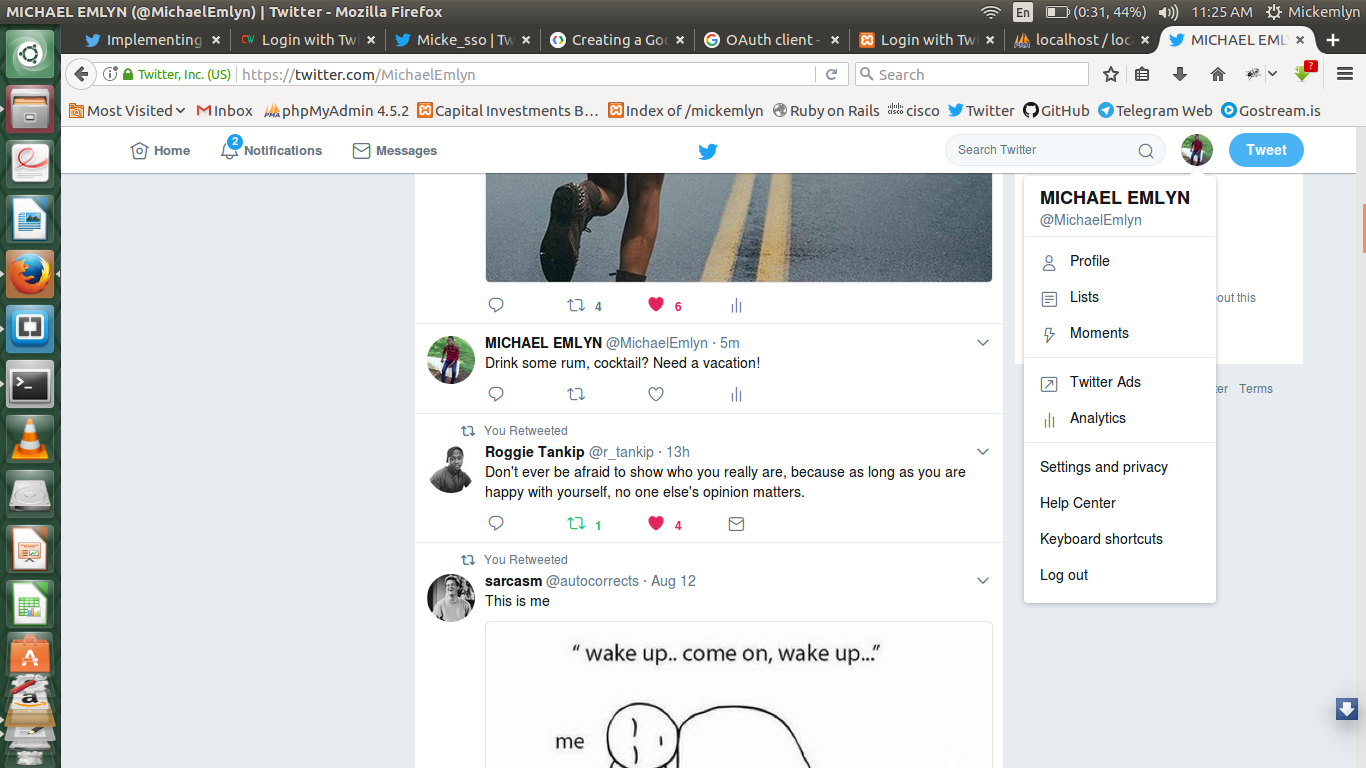 MICHAEL EMLYN (@MichaelEmlyn) | Twitter - Mozilla Firefox
En
(0:31, 44%)
11:25 AM
Mickemlyn
Implementing
CW
Login with Twi
Micke_sso | Tw
Creating a Goo
OAuth client -
Login with Twi
localhost / loc
MICHAEL EML
Twitter, Inc. (US)
https://twitter.com/MichaelEmlyn
Search
?
Most Visited
Inbox
phpMyAdmin 4.5.2
Capital Investments B...
Index of /mickemlyn
Ruby on Rails
cisco
Twitter
GitHub
Telegram Web
Gostream.is
Home
2
Notifications
Messages
Search Twitter
Tweet
4
6
MICHAEL EMLYN @MichaelEmlyn · 5m
Drink some rum, cocktail? Need a vacation!
You Retweeted
Roggie Tankip @r_tankip · 13h
Don't ever be afraid to show who you really are, because as long as you are
happy with yourself, no one else's opinion matters.
1
4
You Retweeted
sarcasm @autocorrects · Aug 12
This is me
“ wake up.. come on, wake up...”
me
MICHAEL EMLYN
@MichaelEmlyn
Profile
Lists
Moments
Twitter Ads
Analytics
Settings and privacy
Help Center
Keyboard shortcuts
Log out
out this
ter
Terms